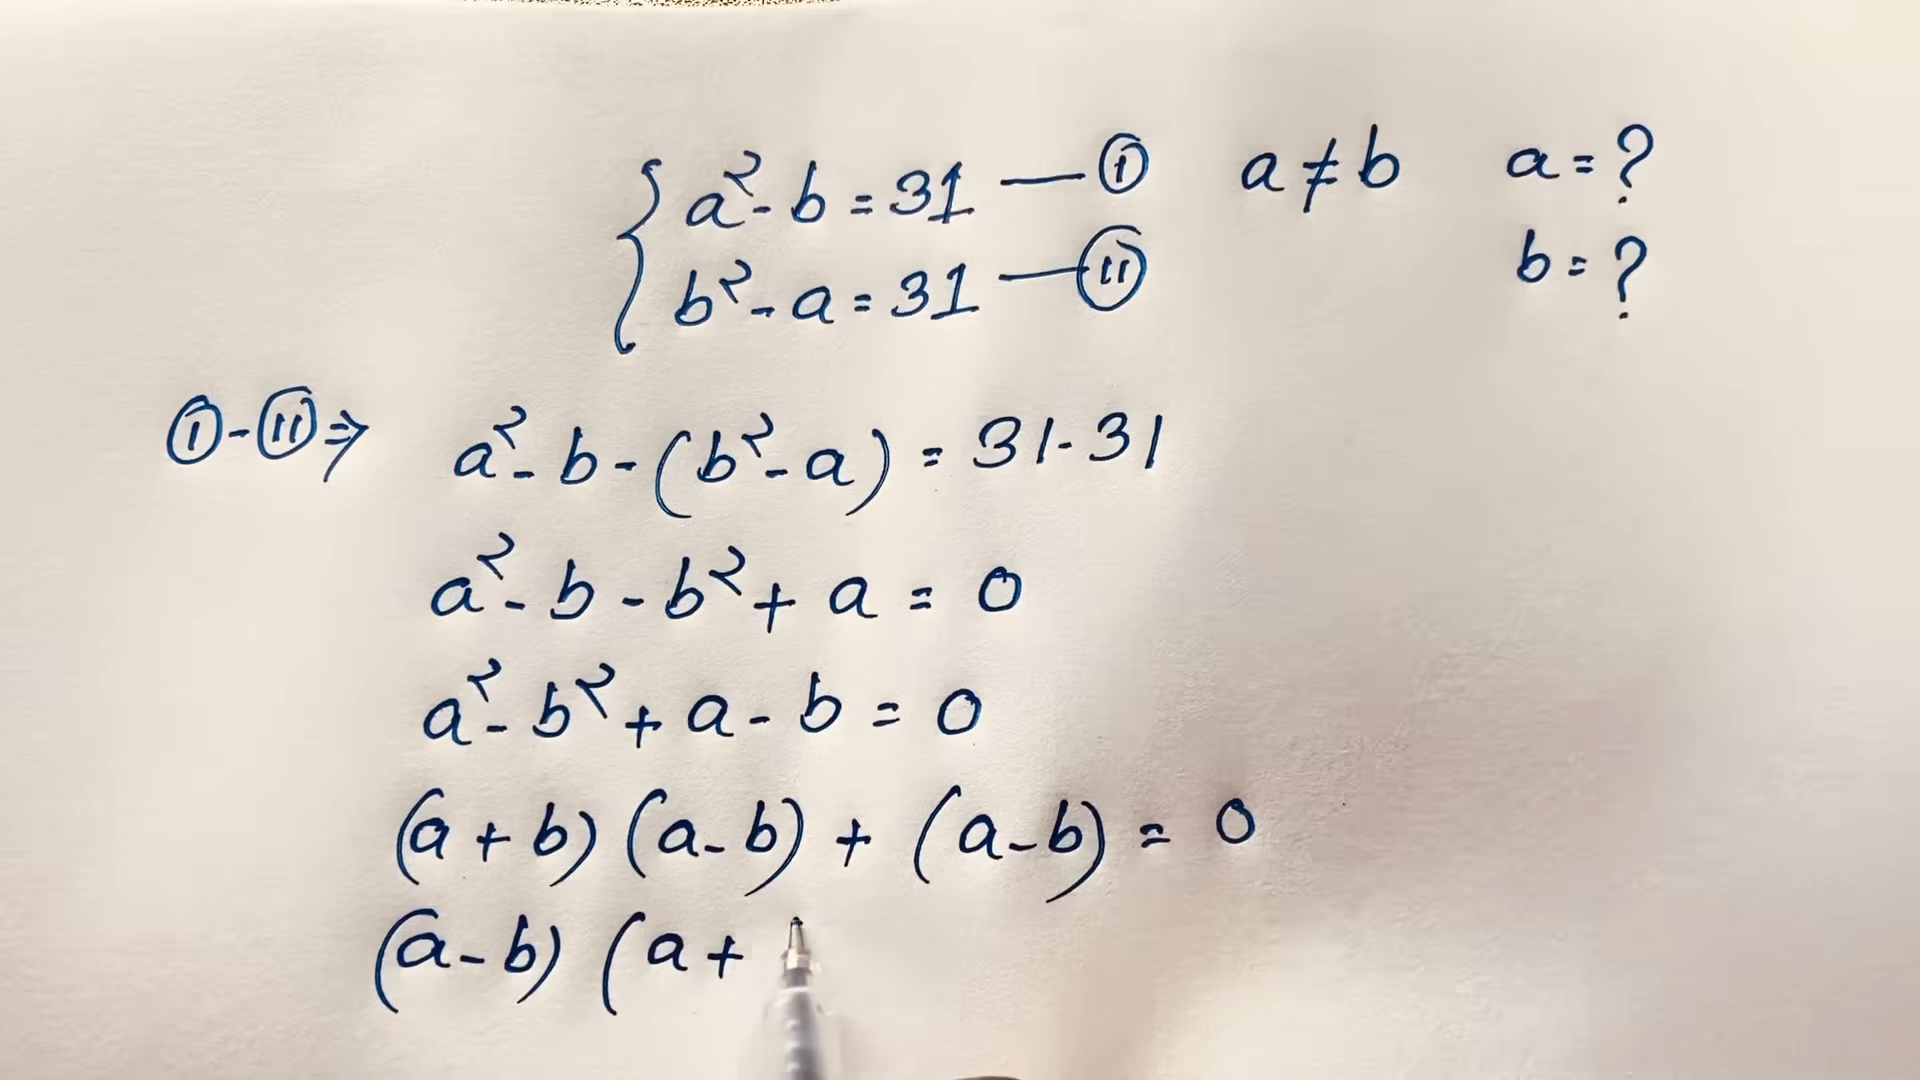 a² - b = 31 — I a ≠ b a = ?
b² - a = 31 — II b = ?
I - II ⇒ a² - b - (b² - a) = 31 - 31
a² - b - b² + a = 0
a² - b² + a - b = 0
(a + b) (a - b) + (a - b) = 0
(a - b) (a +